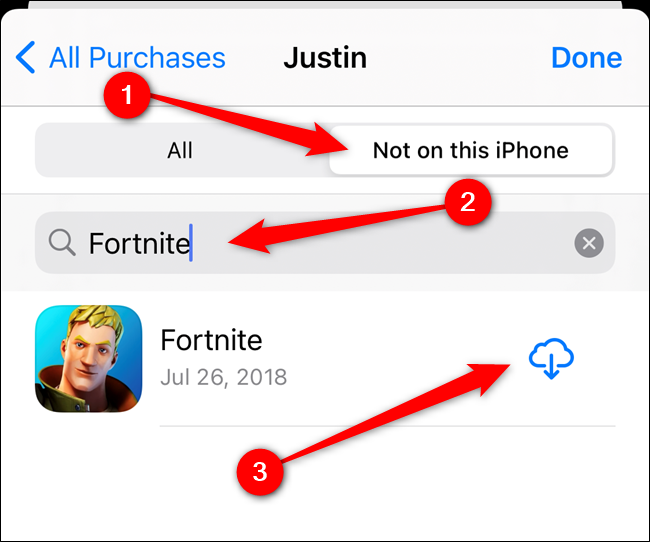 All Purchases Justin Done
1
All Not on this iPhone
2
Fortnite
Fortnite
Jul 26, 2018
3